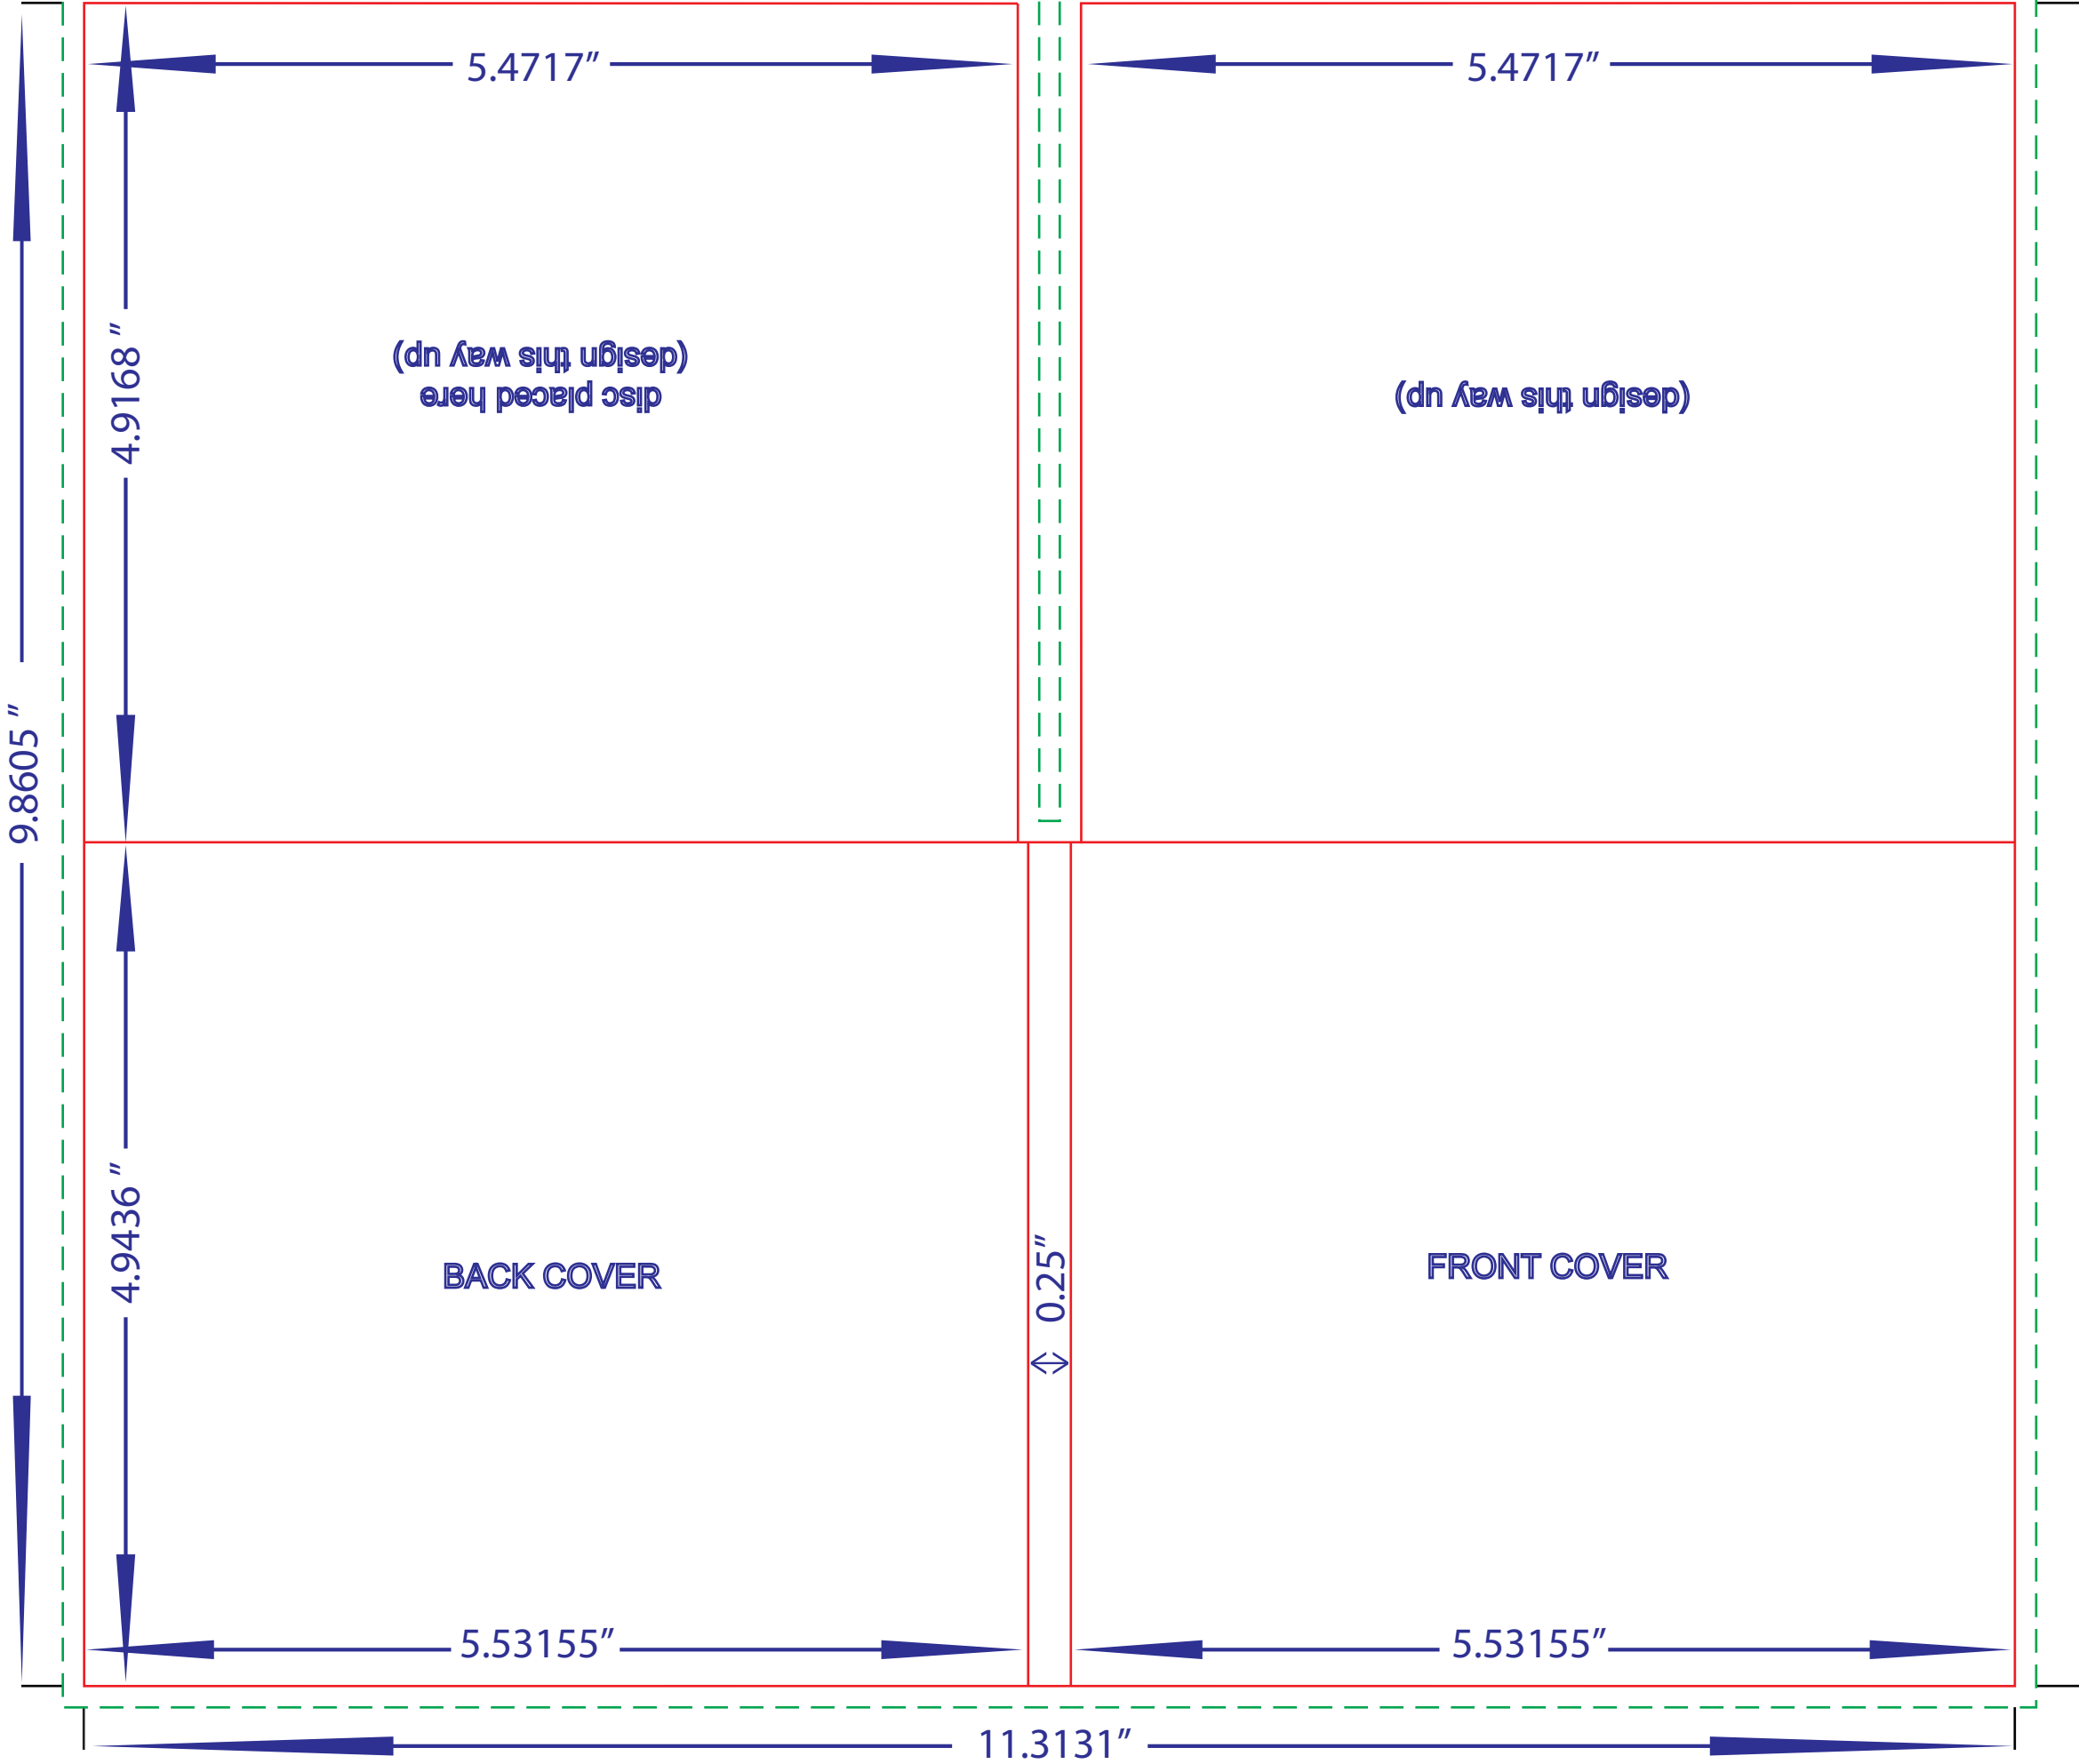 5.4717”
5.4717”
4.9168”
(design this way up)
disc placed here
(design this way up)
9.8605”
4.9436”
BACK COVER
0.25”
FRONT COVER
5.53155”
5.53155”
11.3131”